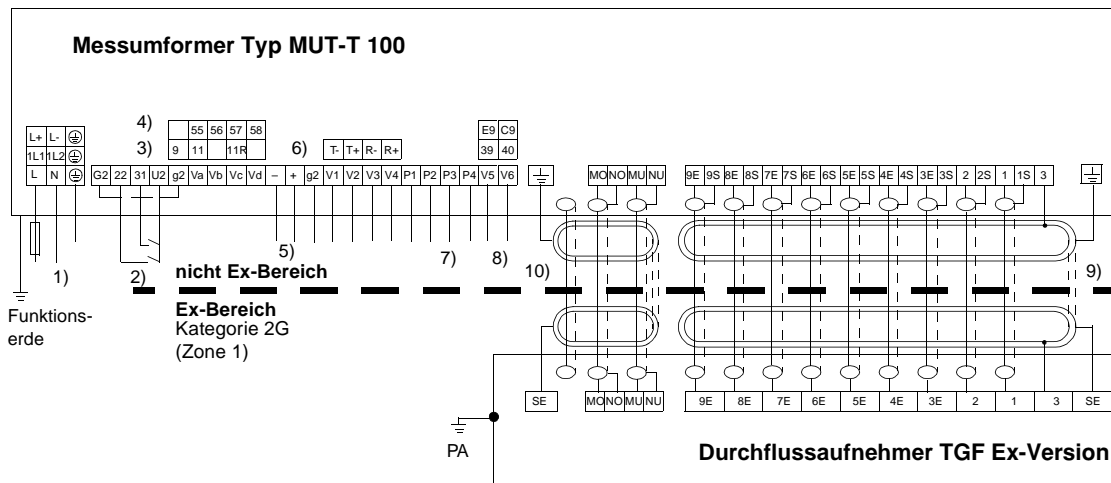 Messumformer Typ MUT-T 100
4) 55 56 57 58 E9 C9
L+ L-
3) 9 11 11R 6) T- T+ R- R+ 39 40
1L1 1L2
L N G2 22 31 U2 g2 Va Vb Vc Vd – + g2 V1 V2 V3 V4 P1 P2 P3 P4 V5 V6 MO NO MU NU 9E 9S 8E 8S 7E 7S 6E 6S 5E 5S 4E 4S 3E 3S 2 2S 1 1S 3
1) 2) 5) 7) 8) 10) 9)
nicht Ex-Bereich
Ex-Bereich
Kategorie 2G
(Zone 1)
Funktions-
erde
SE MO NO MU NU 9E 8E 7E 6E 5E 4E 3E 2 1 3 SE
PA
Durchflussaufnehmer TGF Ex-Version